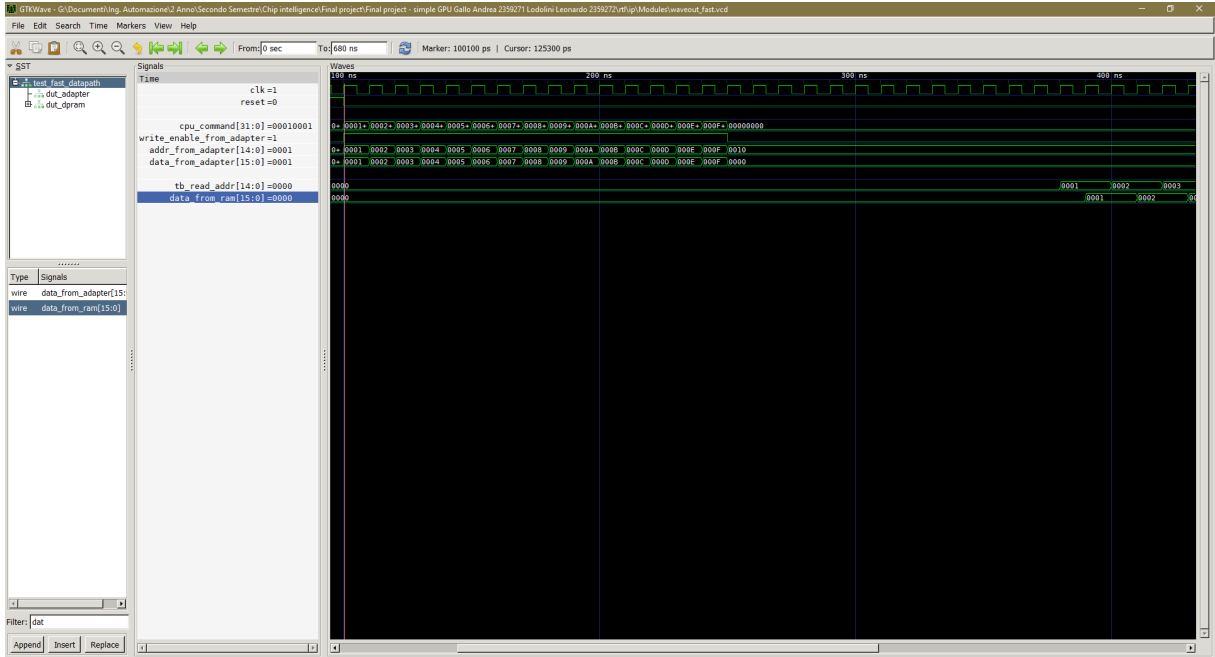 GTKWave - G:\Documenti\Ing. Automazione\2 Anno\Secondo Semestre\Chip intelligence\Final project\Final project - simple GPU Gallo Andrea 2359271 Lodolini Leonardo 2359272\rtl\ip\Modules\waveout_fast.vcd
File Edit Search Time Markers View Help
From: 0 sec To: 680 ns Marker: 100100 ps | Cursor: 125300 ps
SST
test_fast_datapath
dut_adapter
dut_dpram
Type Signals
wire data_from_adapter[15:
wire data_from_ram[15:0]
Filter: dat
Append Insert Replace
Signals
Time
clk=1
reset=0
cpu_command[31:0]=00010001
write_enable_from_adapter=1
addr_from_adapter[14:0]=0001
data_from_adapter[15:0]=0001
tb_read_addr[14:0]=0000
data_from_ram[15:0]=0000
Waves
100 ns 200 ns 300 ns 400 ns
0+ 0001+ 0002+ 0003+ 0004+ 0005+ 0006+ 0007+ 0008+ 0009+ 000A+ 000B+ 000C+ 000D+ 000E+ 000F+ 00000000
0+ 0001 0002 0003 0004 0005 0006 0007 0008 0009 000A 000B 000C 000D 000E 000F 0010
0+ 0001 0002 0003 0004 0005 0006 0007 0008 0009 000A 000B 000C 000D 000E 000F 0000
0000 0001 0002 0003
0000 0001 0002